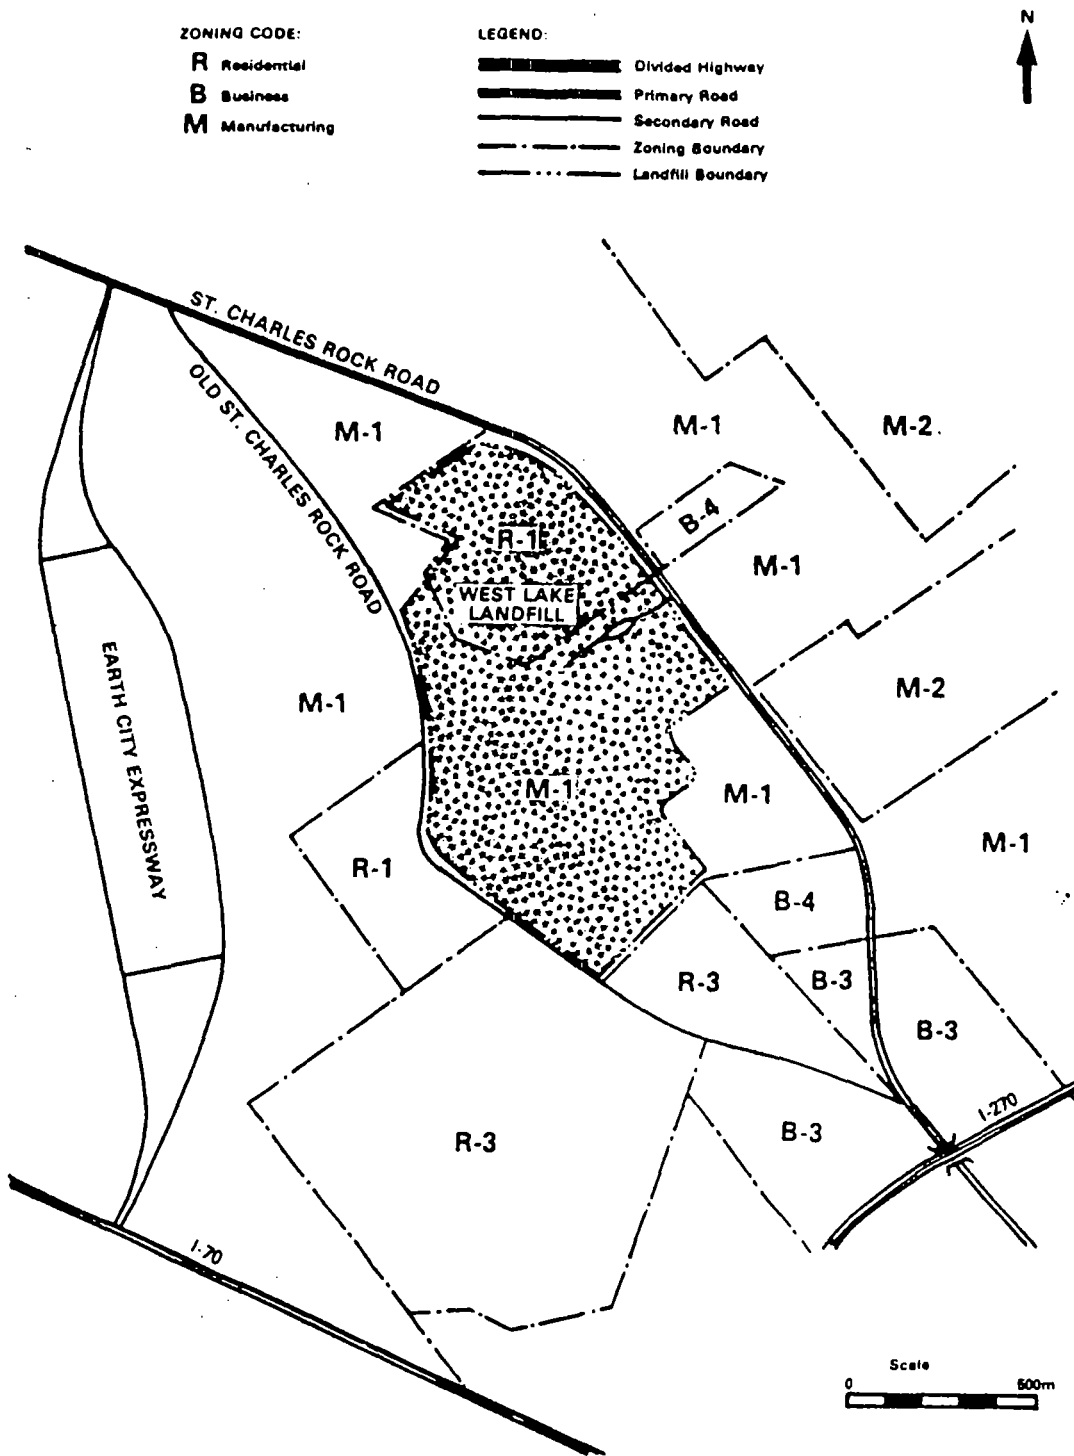 N
ZONING CODE:
R Residential
B Business
M Manufacturing
LEGEND:
Divided Highway
Primary Road
Secondary Road
Zoning Boundary
Landfill Boundary
ST. CHARLES ROCK ROAD
OLD ST. CHARLES ROCK ROAD
M-1
M-1
M-2
B-4
R-1
M-1
WEST LAKE
LANDFILL
EARTH CITY EXPRESSWAY
M-1
M-2
M-1
M-1
M-1
R-1
B-4
R-3
B-3
B-3
I-270
R-3
B-3
I-70
Scale
0 500m